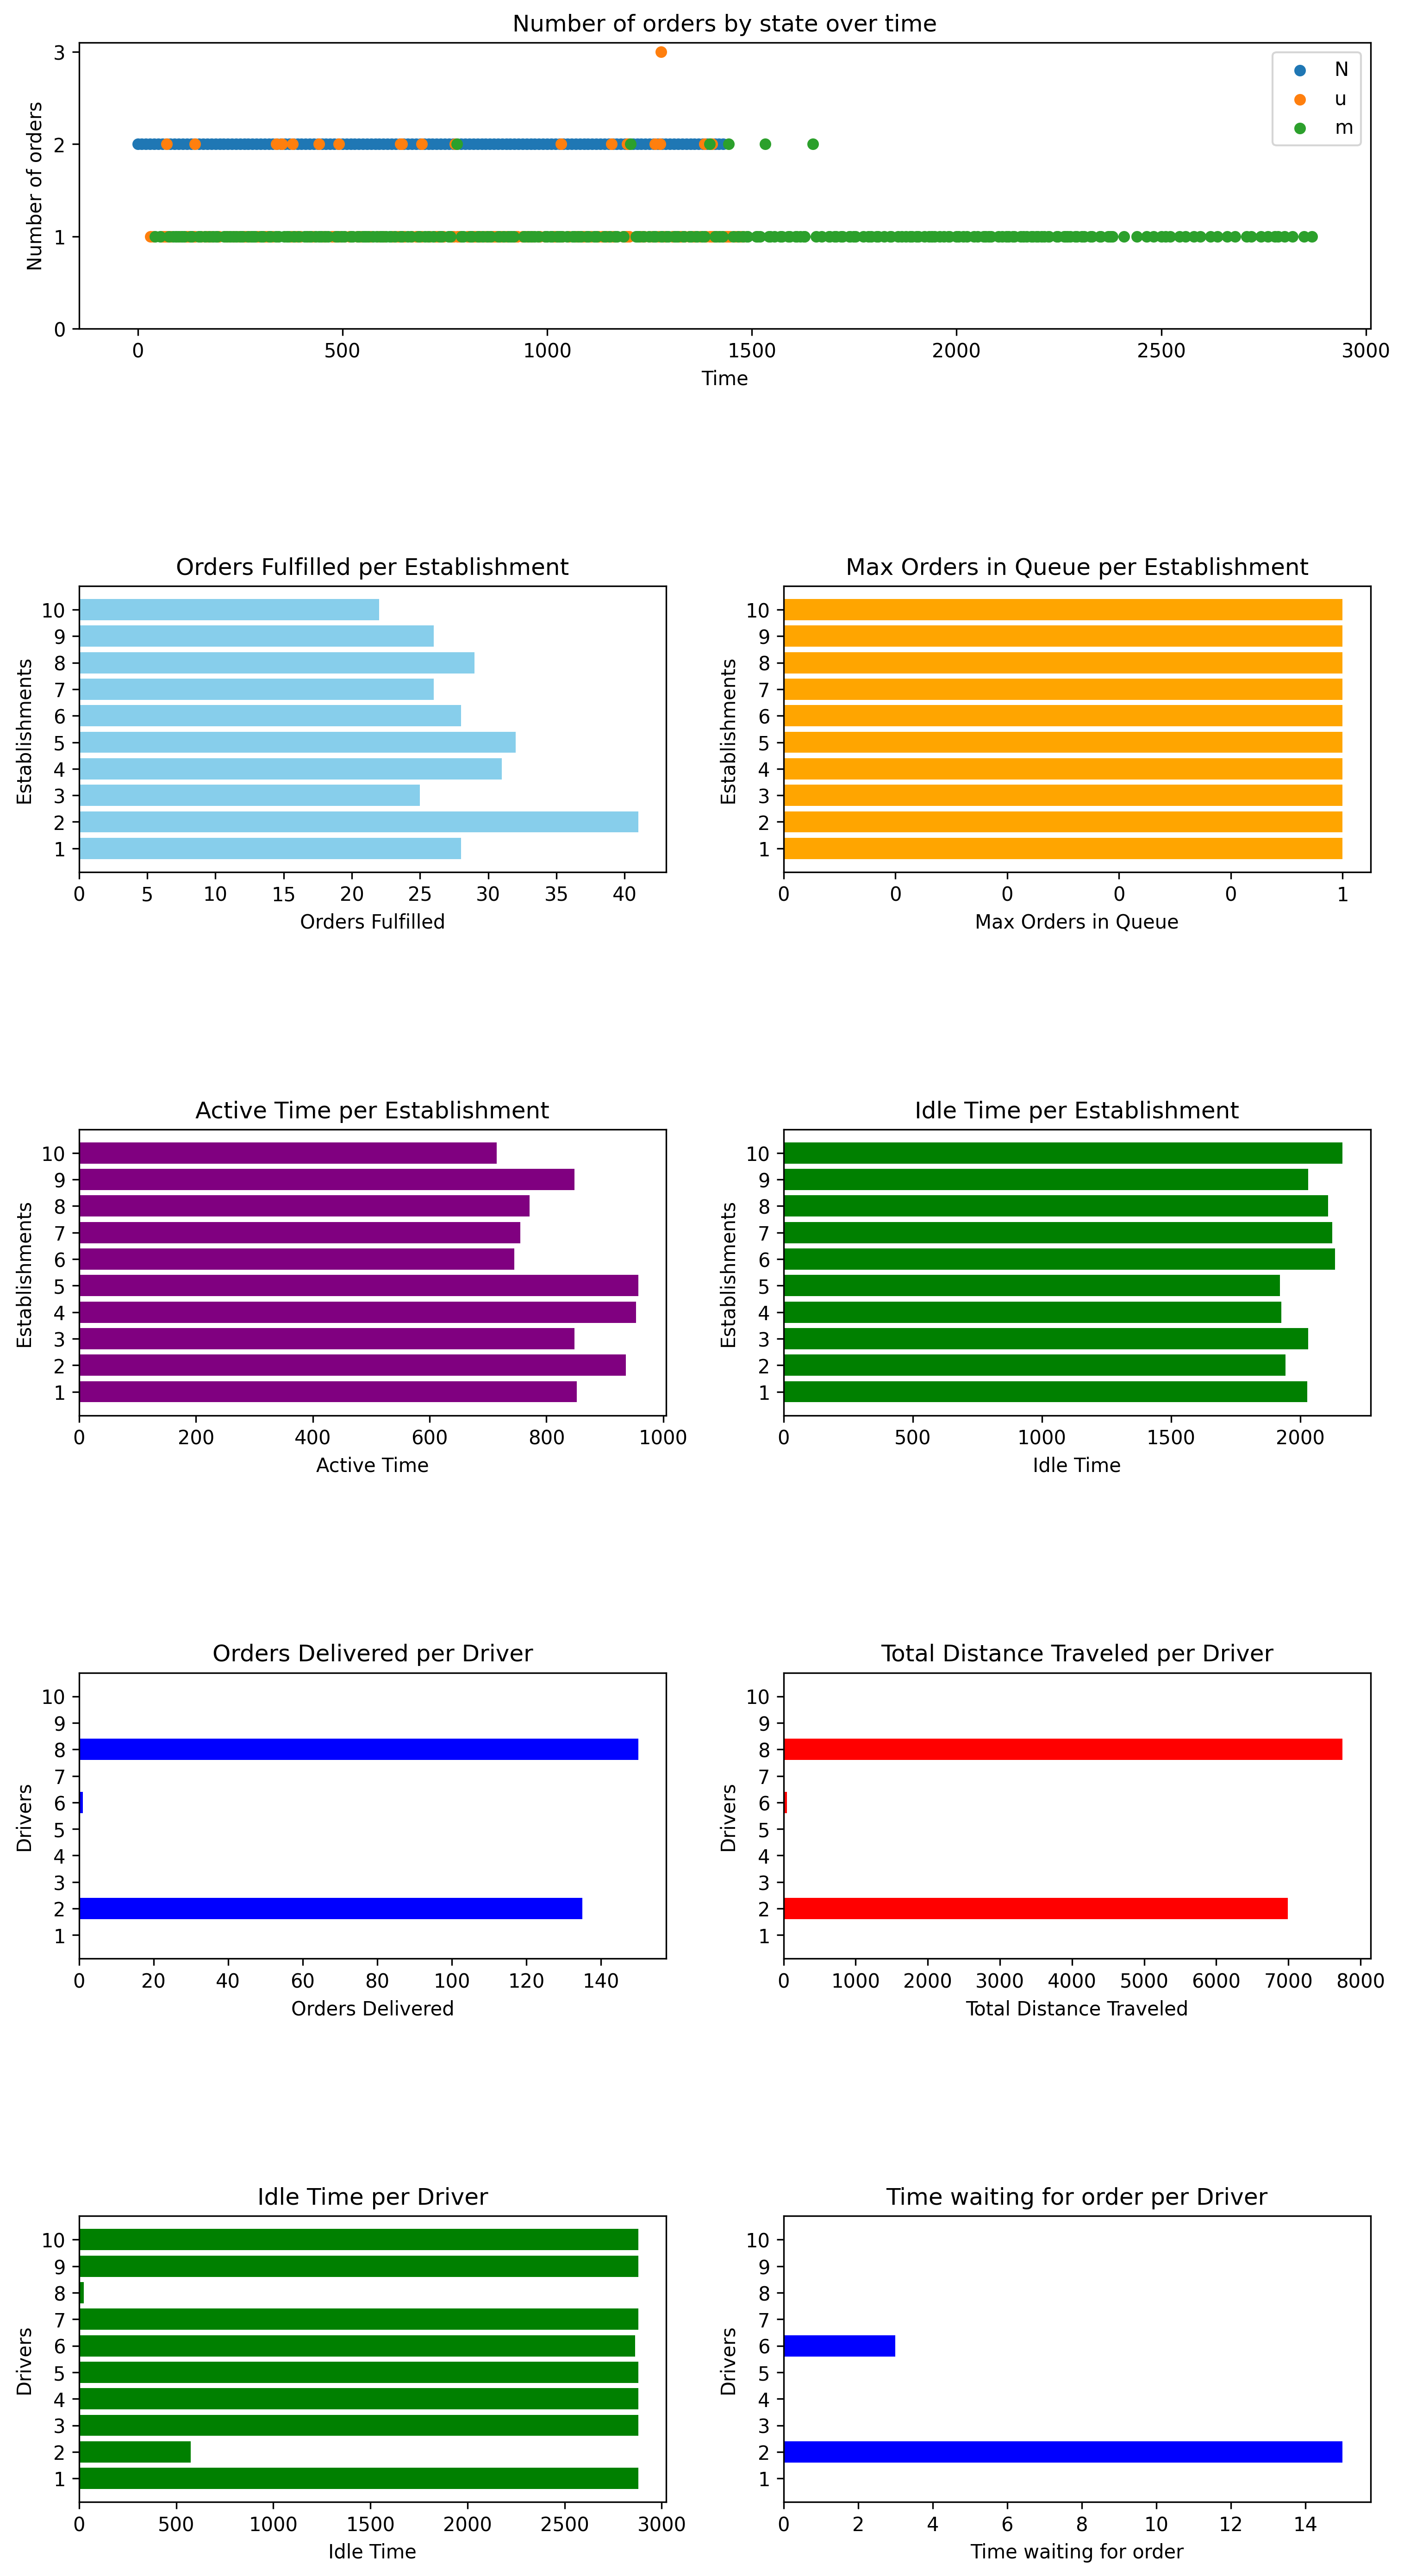 Number of orders by state over time
Number of orders
3
2
1
0
N
u
m
0 500 1000 1500 2000 2500 3000
Time
Orders Fulfilled per Establishment
Establishments
10
9
8
7
6
5
4
3
2
1
0 5 10 15 20 25 30 35 40
Orders Fulfilled
Max Orders in Queue per Establishment
Establishments
10
9
8
7
6
5
4
3
2
1
0 0 0 0 0 1
Max Orders in Queue
Active Time per Establishment
Establishments
10
9
8
7
6
5
4
3
2
1
0 200 400 600 800 1000
Active Time
Idle Time per Establishment
Establishments
10
9
8
7
6
5
4
3
2
1
0 500 1000 1500 2000
Idle Time
Orders Delivered per Driver
Drivers
10
9
8
7
6
5
4
3
2
1
0 20 40 60 80 100 120 140
Orders Delivered
Total Distance Traveled per Driver
Drivers
10
9
8
7
6
5
4
3
2
1
0 1000 2000 3000 4000 5000 6000 7000 8000
Total Distance Traveled
Idle Time per Driver
Drivers
10
9
8
7
6
5
4
3
2
1
0 500 1000 1500 2000 2500 3000
Idle Time
Time waiting for order per Driver
Drivers
10
9
8
7
6
5
4
3
2
1
0 2 4 6 8 10 12 14
Time waiting for order